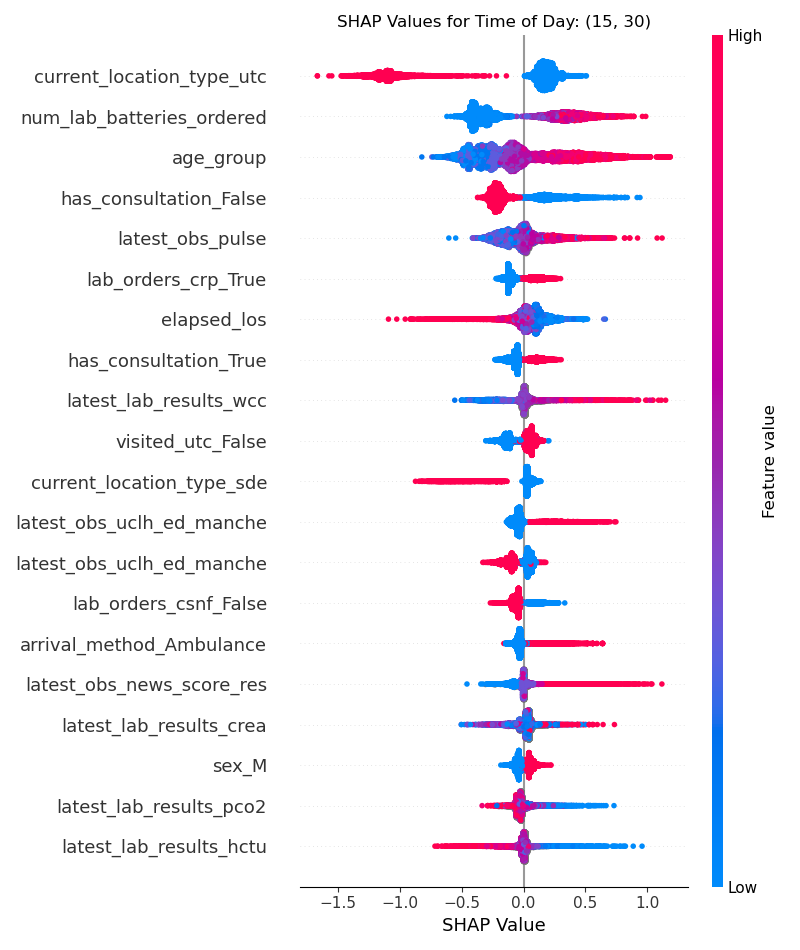 SHAP Values for Time of Day: (15, 30)
High
current_location_type_utc
num_lab_batteries_ordered
age_group
has_consultation_False
latest_obs_pulse
lab_orders_crp_True
elapsed_los
has_consultation_True
latest_lab_results_wcc
visited_utc_False
current_location_type_sde
latest_obs_uclh_ed_manche
latest_obs_uclh_ed_manche
lab_orders_csnf_False
arrival_method_Ambulance
latest_obs_news_score_res
latest_lab_results_crea
sex_M
latest_lab_results_pco2
latest_lab_results_hctu
Feature value
Low
−1.5 −1.0 −0.5 0.0 0.5 1.0
SHAP Value